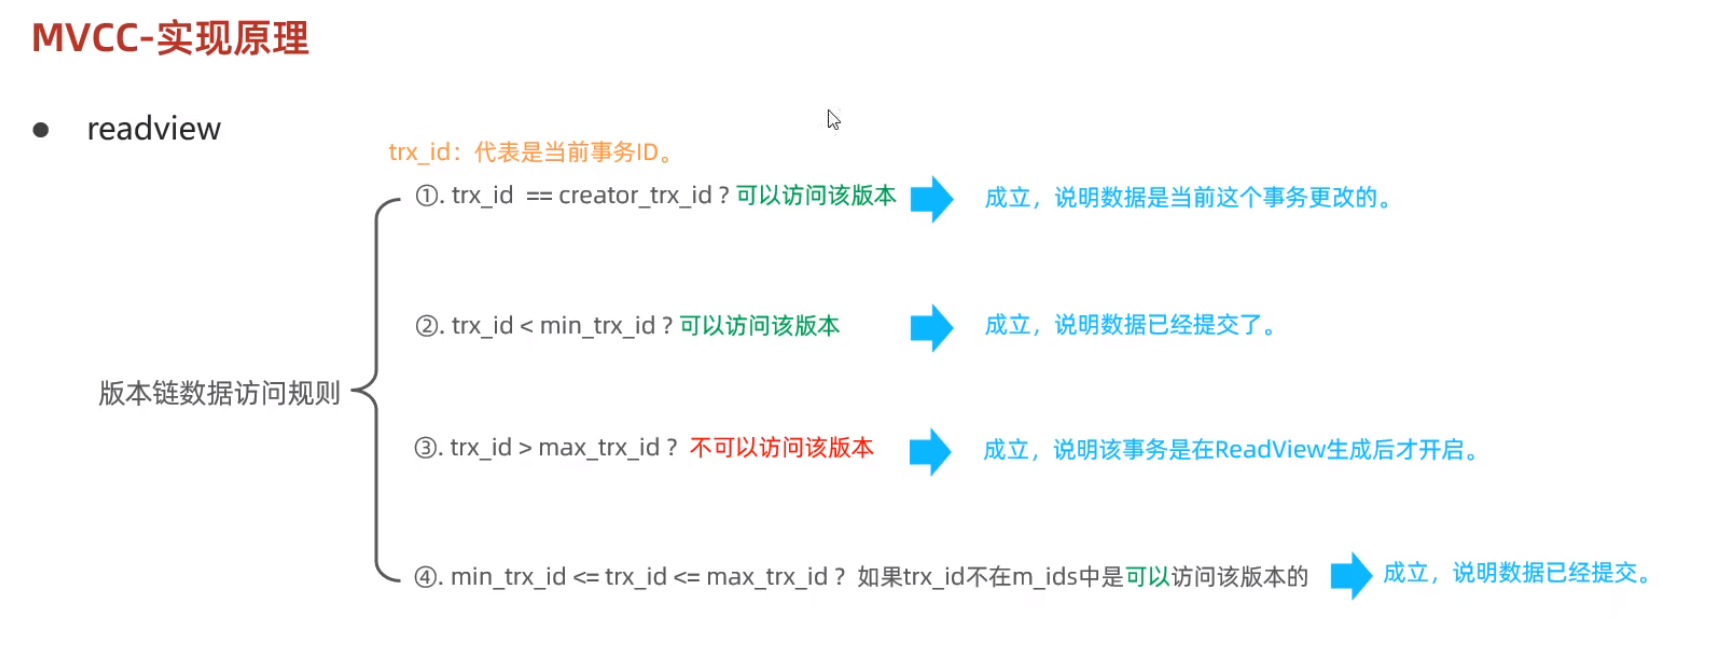 MVCC-实现原理
● readview
trx_id：代表是当前事务ID。
①. trx_id == creator_trx_id ? 可以访问该版本 成立，说明数据是当前这个事务更改的。
②. trx_id < min_trx_id ? 可以访问该版本 成立，说明数据已经提交了。
版本链数据访问规则
③. trx_id > max_trx_id ? 不可以访问该版本 成立，说明该事务是在ReadView生成后才开启。
④. min_trx_id <= trx_id <= max_trx_id ? 如果trx_id不在m_ids中是可以访问该版本的 成立，说明数据已经提交。